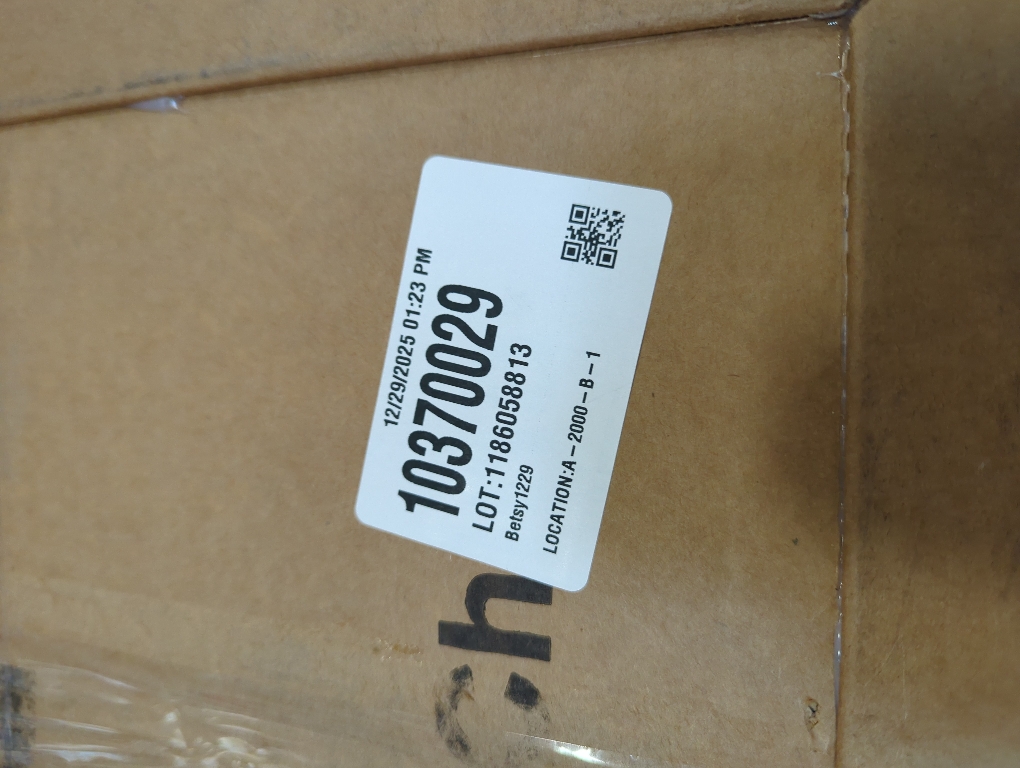 12/29/2025 01:23 PM
10370029
LOT:1186058813
Betsy1229
LOCATION:A-2000-B-1